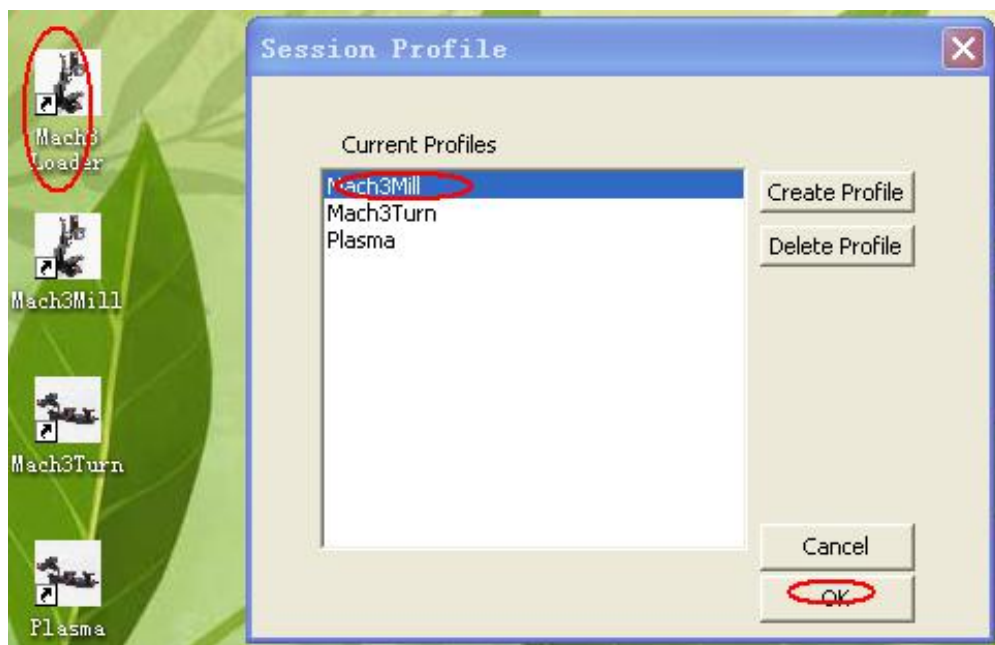 Mach3
Loader
Mach3Mill
Mach3Turn
Plasma
Session Profile
Current Profiles
Mach3Mill
Mach3Turn
Plasma
Create Profile
Delete Profile
Cancel
OK